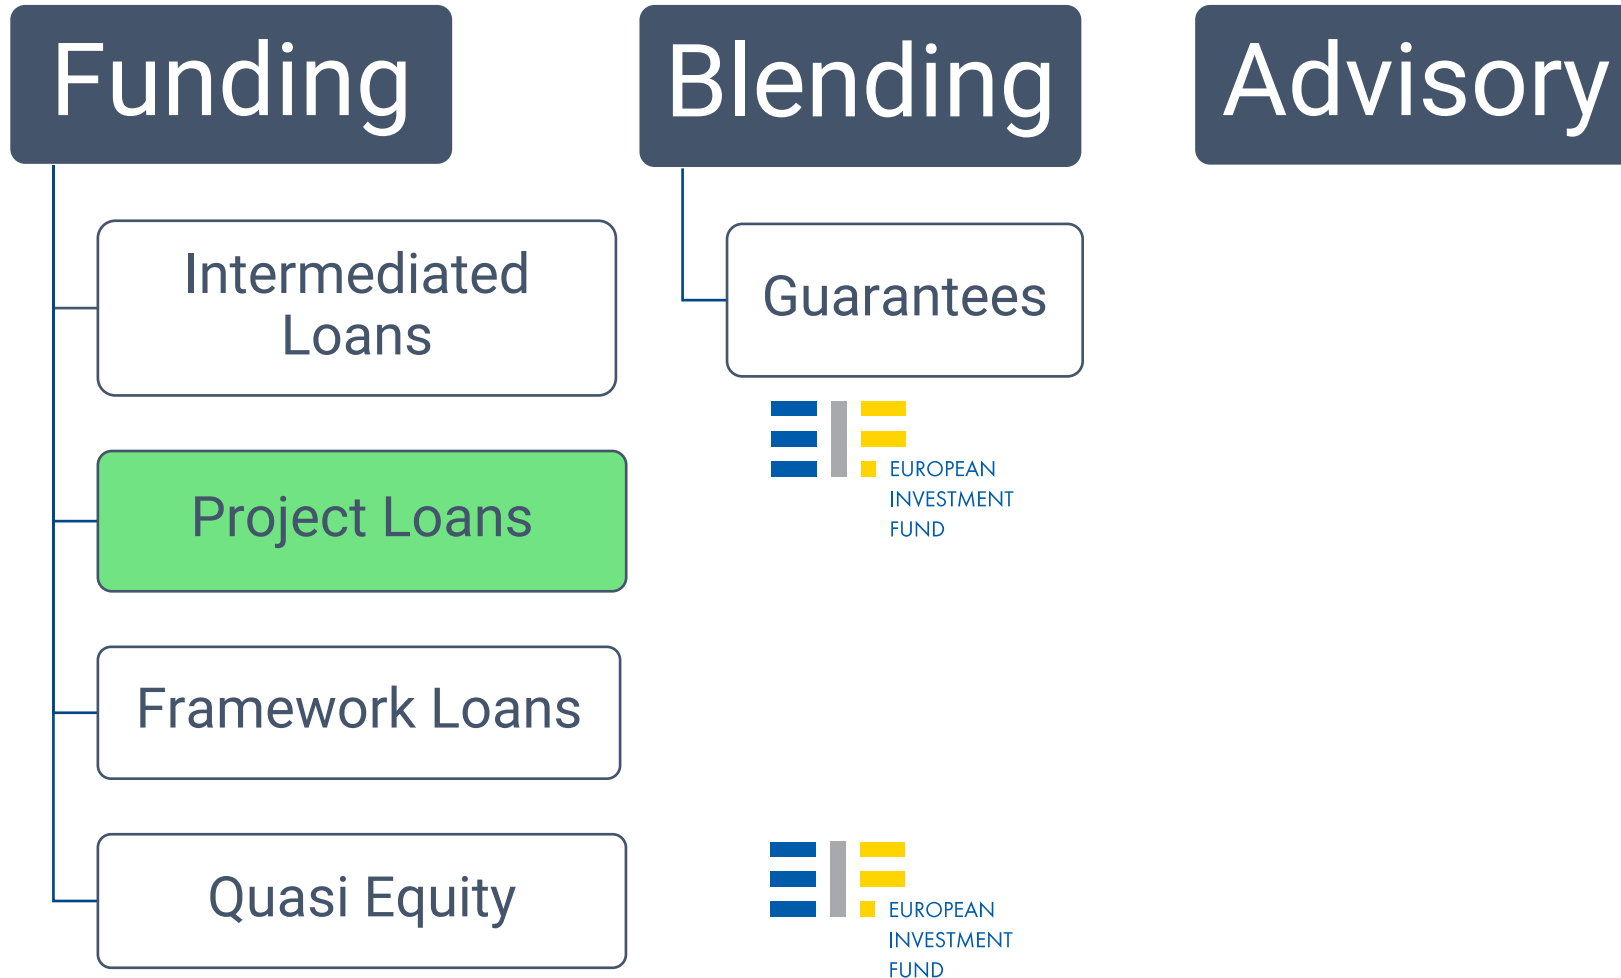 Funding
Intermediated
Loans
Project Loans
Framework Loans
Quasi Equity
Blending
Guarantees
EUROPEAN
INVESTMENT
FUND
EUROPEAN
INVESTMENT
FUND
Advisory